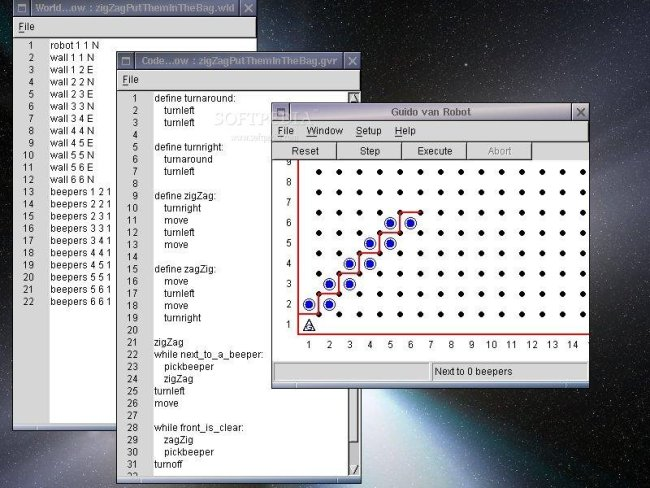 World...ow : zigZagPutThemInTheBag.wld
File
1 robot 1 1 N
2 wall 1 1 N
3 wall 1 2 E
4 wall 2 2 N
5 wall 2 3 E
6 wall 3 3 N
7 wall 3 4 E
8 wall 4 4 N
9 wall 4 5 E
10 wall 5 5 N
11 wall 5 6 E
12 wall 6 6 N
13 beepers 1 2 1
14 beepers 2 2 1
15 beepers 2 3 1
16 beepers 3 3 1
17 beepers 3 4 1
18 beepers 4 4 1
19 beepers 4 5 1
20 beepers 5 5 1
21 beepers 5 6 1
22 beepers 6 6 1
Code...ow : zigZagPutThemInTheBag.gvr
File
1 define turnaround:
2 turnleft
3 turnleft
4
5 define turnright:
6 turnaround
7 turnleft
8
9 define zigZag:
10 turnright
11 move
12 turnleft
13 move
14
15 define zagZig:
16 move
17 turnleft
18 move
19 turnright
20
21 zigZag
22 while next_to_a_beeper:
23 pickbeeper
24 zigZag
25 turnleft
26 move
27
28 while front_is_clear:
29 zagZig
30 pickbeeper
31 turnoff
SOFTPEDIA
Guido van Robot
File Window Setup Help
Reset Step Execute Abort
9
8
7
6
5
4
3
2
1
1 2 3 4 5 6 7 8 9 10 11 12 13 14
Next to 0 beepers